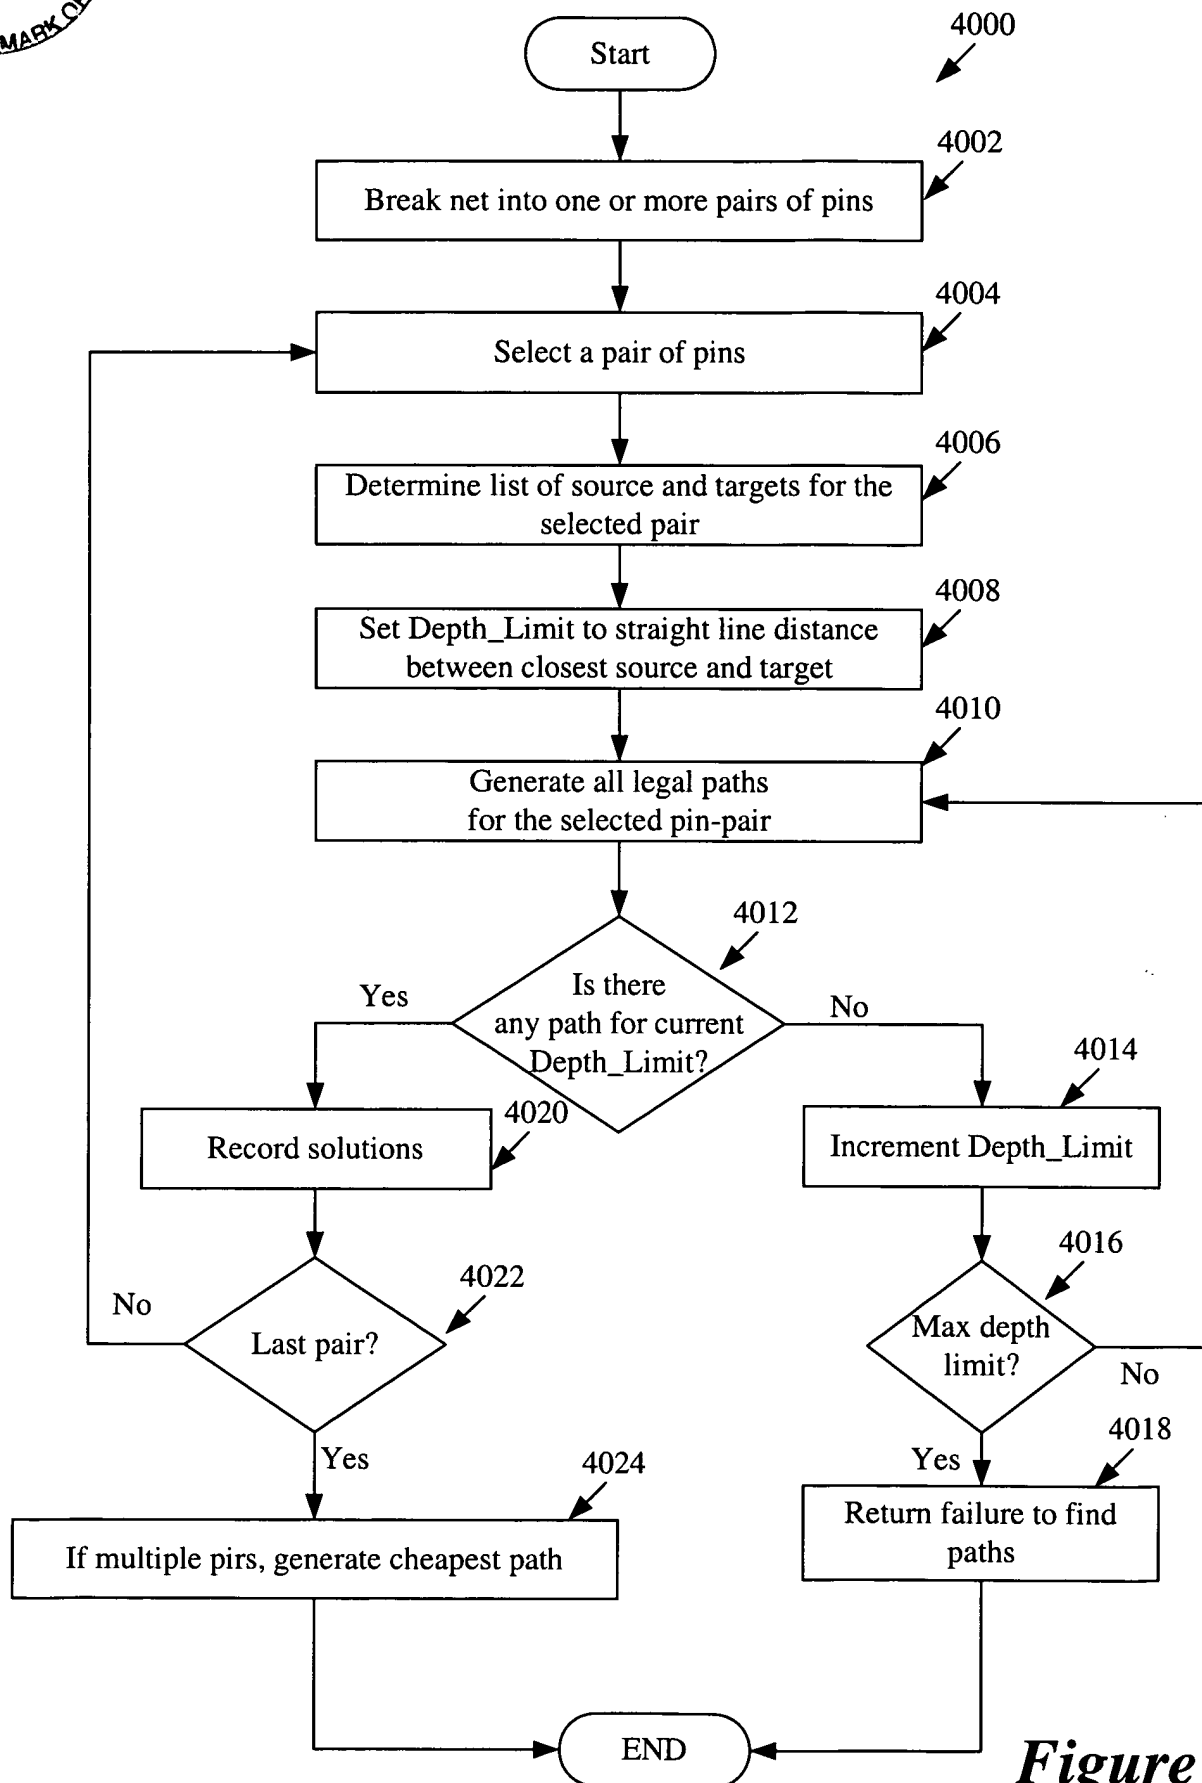 MARK OF
4000
Start
4002
Break net into one or more pairs of pins
4004
Select a pair of pins
4006
Determine list of source and targets for the
selected pair
4008
Set Depth_Limit to straight line distance
between closest source and target
4010
Generate all legal paths
for the selected pin-pair
4012
Is there
any path for current
Depth_Limit?
Yes
No
4014
4020
Record solutions
Increment Depth_Limit
4016
4022
No
Last pair?
Max depth
limit?
No
Yes
4018
4024
Yes
If multiple pirs, generate cheapest path
Return failure to find
paths
END
Figure